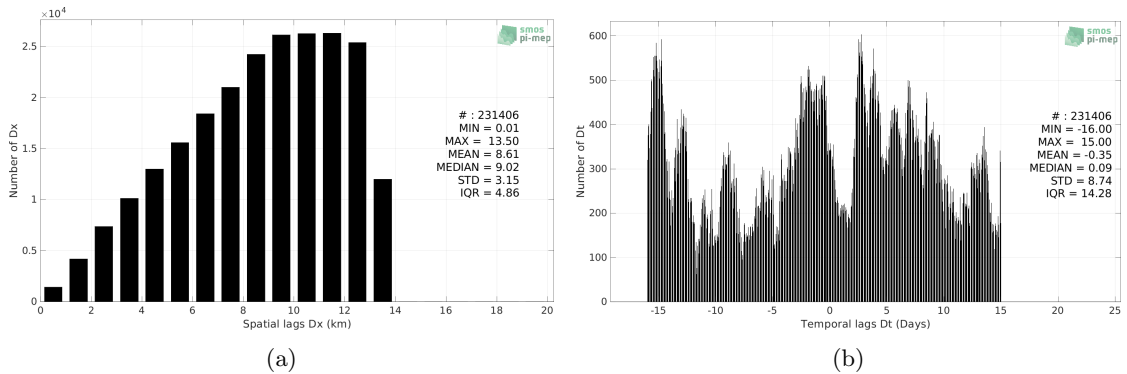 ×10⁴
2.5
2
1.5
1
0.5
0
Number of Dx
0 2 4 6 8 10 12 14 16 18 20
Spatial lags Dx (km)
smos
pi-mep
# : 231406
MIN = 0.01
MAX = 13.50
MEAN = 8.61
MEDIAN = 9.02
STD = 3.15
IQR = 4.86
(a)
600
500
400
300
200
100
0
Number of Dt
-15 -10 -5 0 5 10 15 20 25
Temporal lags Dt (Days)
smos
pi-mep
# : 231406
MIN = -16.00
MAX = 15.00
MEAN = -0.35
MEDIAN = 0.09
STD = 8.74
IQR = 14.28
(b)